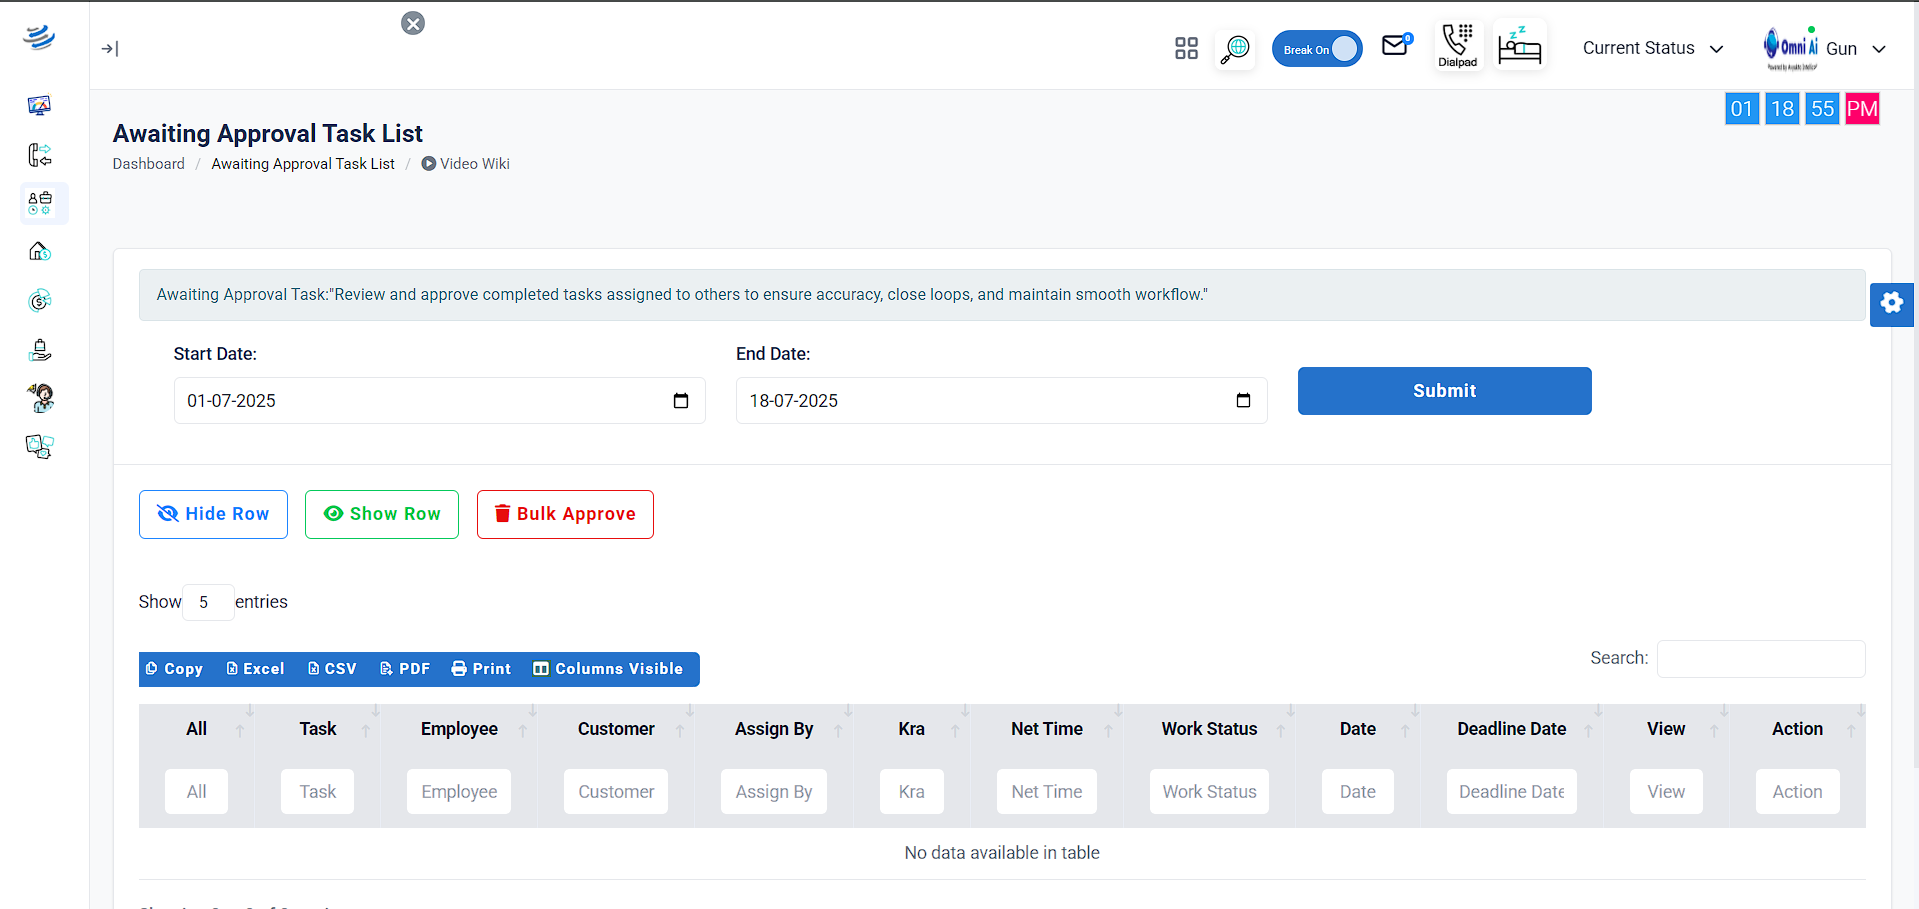 Break On
0
Dialpad
z z z
Current Status
Omni Ai
Gun
01 18 55 PM
Awaiting Approval Task List
Dashboard / Awaiting Approval Task List / Video Wiki
Awaiting Approval Task:"Review and approve completed tasks assigned to others to ensure accuracy, close loops, and maintain smooth workflow."
Start Date:
End Date:
01-07-2025
18-07-2025
Submit
Hide Row
Show Row
Bulk Approve
Show 5 entries
Copy Excel CSV PDF Print Columns Visible
Search:
All Task Employee Customer Assign By Kra Net Time Work Status Date Deadline Date View Action
All Task Employee Customer Assign By Kra Net Time Work Status Date Deadline Date View Action
No data available in table